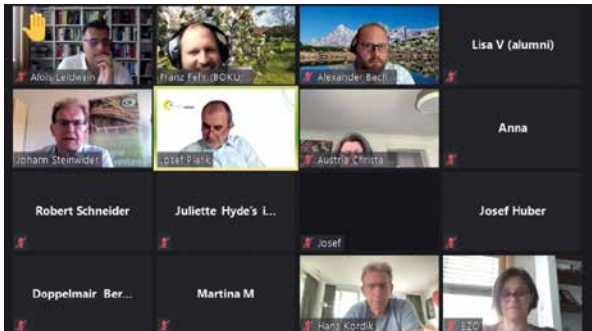 Alois Leidwein
Franz Fehr (BOKU,
Alexander Bach
Lisa V (alumni)
Johann Steinwider
Josef Plank
Austria Christa ...
Anna
Robert Schneider
Juliette Hyde's i...
Josef
Josef Huber
Doppelmair Ber...
Martina M
Hans Kordik
EZO